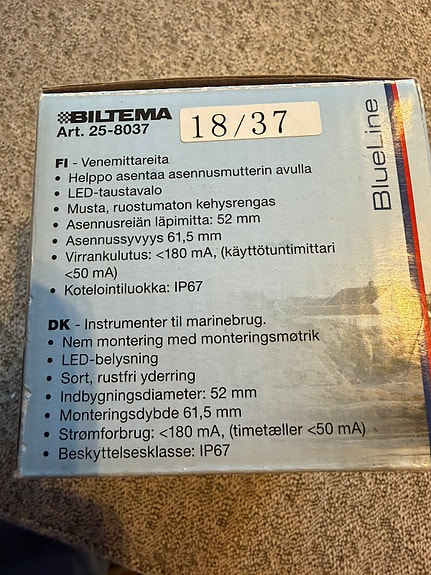 BILTEMA
Art. 25-8037
18/37
BlueLine
FI - Venemittareita
• Helppo asentaa asennusmutterin avulla
• LED-taustavalo
• Musta, ruostumaton kehysrengas
• Asennusreiän läpimitta: 52 mm
• Asennussyvyys 61,5 mm
• Virrankulutus: <180 mA, (käyttötuntimittari
<50 mA)
• Kotelointiluokka: IP67
DK - Instrumenter til marinebrug.
• Nem montering med monteringsmøtrik
• LED-belysning
• Sort, rustfri yderring
• Indbygningsdiameter: 52 mm
• Monteringsdybde 61,5 mm
• Strømforbrug: <180 mA, (timetæller <50 mA)
• Beskyttelsesklasse: IP67